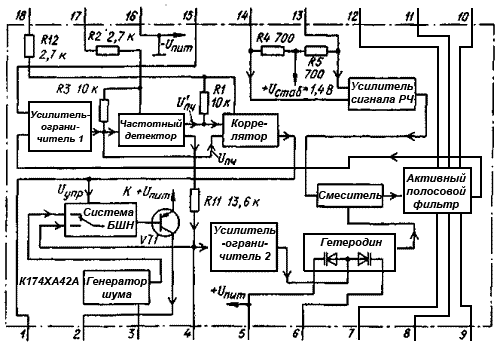 18 17 16 15 14 13 12 11 10
R12
2,7 к
R2 2,7 к
-Uпит
R4 700
R5
700
+Uстаб=1,4В
Усилитель
сигнала РЧ
R3 10 к
R1
10 к
Усилитель-
ограни-
читель 1
Частотный
детектор
U'пч
Корре-
лятор
Uпч
Активный
полосовой
фильтр
Смеситель
Uупр
К +Uпит
R11 13,6 к
Система
БШН
VT1
Усилитель
-ограни-
читель 2
Гетеродин
К174ХА42А
Генератор
шума
+Uпит
1 2 3 4 5 6 7 8 9